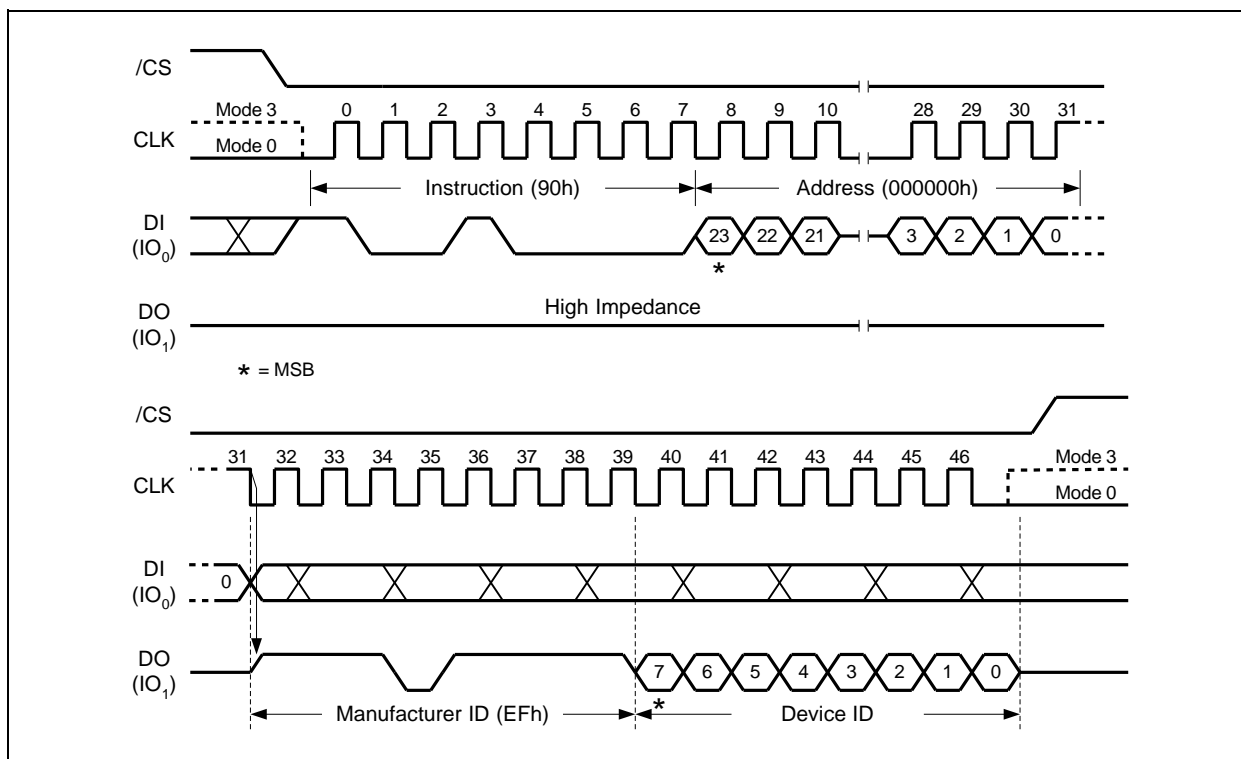 /CS
Mode 3 0 1 2 3 4 5 6 7 8 9 10 28 29 30 31
CLK
Mode 0
Instruction (90h) Address (000000h)
DI
(IO0) 23 22 21 3 2 1 0
*
DO High Impedance
(IO1)
* = MSB
/CS
31 32 33 34 35 36 37 38 39 40 41 42 43 44 45 46 Mode 3
CLK
Mode 0
DI
(IO0) 0
DO
(IO1) 7 6 5 4 3 2 1 0
*
Manufacturer ID (EFh) Device ID